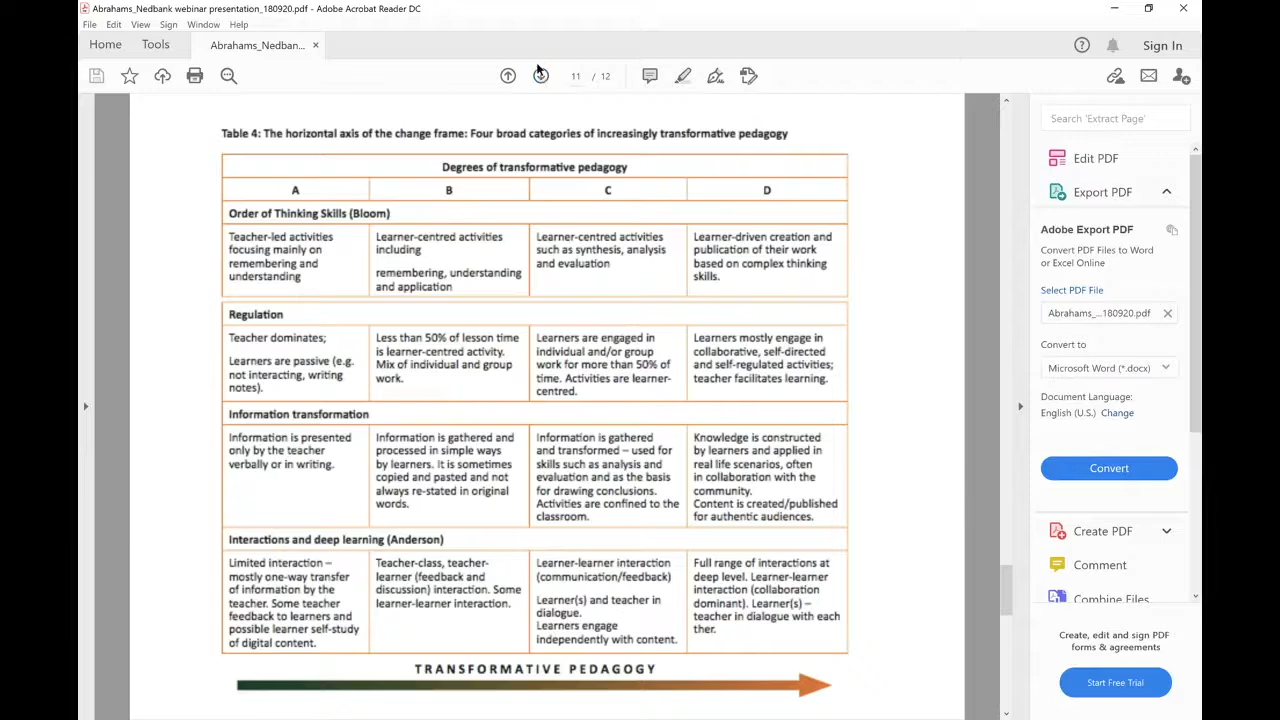 Abrahams_Nedbank webinar presentation_180920.pdf - Adobe Acrobat Reader DC
File Edit View Sign Window Help
Home Tools Abrahams_Nedban... × Sign In
11 / 12
Table 4: The horizontal axis of the change frame: Four broad categories of increasingly transformative pedagogy
Degrees of transformative pedagogy
A B C D
Order of Thinking Skills (Bloom)
Teacher-led activities
focusing mainly on
remembering and
understanding
Learner-centred activities
including
remembering, understanding
and application
Learner-centred activities
such as synthesis, analysis
and evaluation
Learner-driven creation and
publication of their work
based on complex thinking
skills.
Regulation
Teacher dominates;
Learners are passive (e.g.
not interacting, writing
notes).
Less than 50% of lesson time
is learner-centred activity.
Mix of individual and group
work.
Learners are engaged in
individual and/or group
work for more than 50% of
time. Activities are learner-
centred.
Learners mostly engage in
collaborative, self-directed
and self-regulated activities;
teacher facilitates learning.
Information transformation
Information is presented
only by the teacher
verbally or in writing.
Information is gathered and
processed in simple ways
by learners. It is sometimes
copied and pasted and not
always re-stated in original
words.
Information is gathered
and transformed – used for
skills such as analysis and
evaluation and as the basis
for drawing conclusions.
Activities are confined to the
classroom.
Knowledge is constructed
by learners and applied in
real life scenarios, often
in collaboration with the
community.
Content is created/published
for authentic audiences.
Interactions and deep learning (Anderson)
Limited interaction –
mostly one-way transfer
of information by the
teacher. Some teacher
feedback to learners and
possible learner self-study
of digital content.
Teacher-class, teacher-
learner (feedback and
discussion) interaction. Some
learner-learner interaction.
Learner-learner interaction
(communication/feedback)
Learner(s) and teacher in
dialogue.
Learners engage
independently with content.
Full range of interactions at
deep level. Learner-learner
interaction (collaboration
dominant). Learner(s) –
teacher in dialogue with each
ther.
TRANSFORMATIVE PEDAGOGY
Search 'Extract Page'
Edit PDF
Export PDF
Adobe Export PDF
Convert PDF Files to Word
or Excel Online
Select PDF File
Abrahams_...180920.pdf ×
Convert to
Microsoft Word (*.docx)
Document Language:
English (U.S.) Change
Convert
Create PDF
Comment
Combine Files
Create, edit and sign PDF
forms & agreements
Start Free Trial